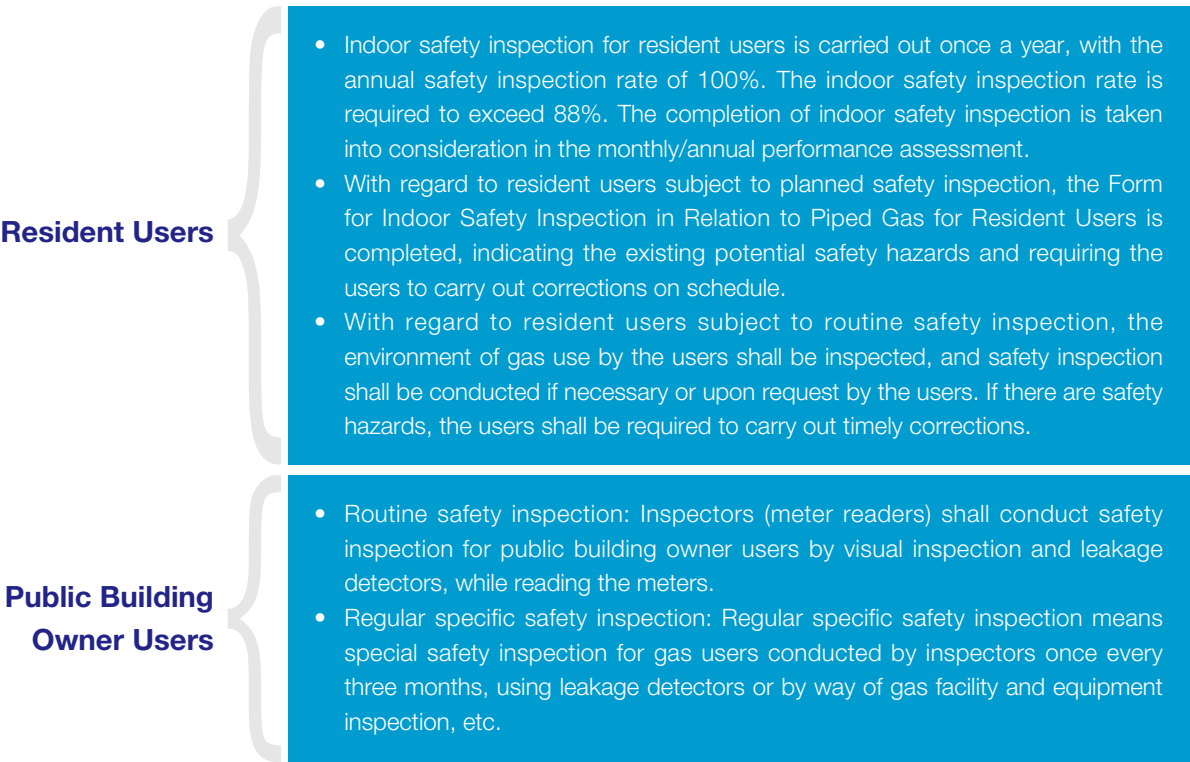 Resident Users
• Indoor safety inspection for resident users is carried out once a year, with the
annual safety inspection rate of 100%. The indoor safety inspection rate is
required to exceed 88%. The completion of indoor safety inspection is taken
into consideration in the monthly/annual performance assessment.
• With regard to resident users subject to planned safety inspection, the Form
for Indoor Safety Inspection in Relation to Piped Gas for Resident Users is
completed, indicating the existing potential safety hazards and requiring the
users to carry out corrections on schedule.
• With regard to resident users subject to routine safety inspection, the
environment of gas use by the users shall be inspected, and safety inspection
shall be conducted if necessary or upon request by the users. If there are safety
hazards, the users shall be required to carry out timely corrections.
Public Building
Owner Users
• Routine safety inspection: Inspectors (meter readers) shall conduct safety
inspection for public building owner users by visual inspection and leakage
detectors, while reading the meters.
• Regular specific safety inspection: Regular specific safety inspection means
special safety inspection for gas users conducted by inspectors once every
three months, using leakage detectors or by way of gas facility and equipment
inspection, etc.